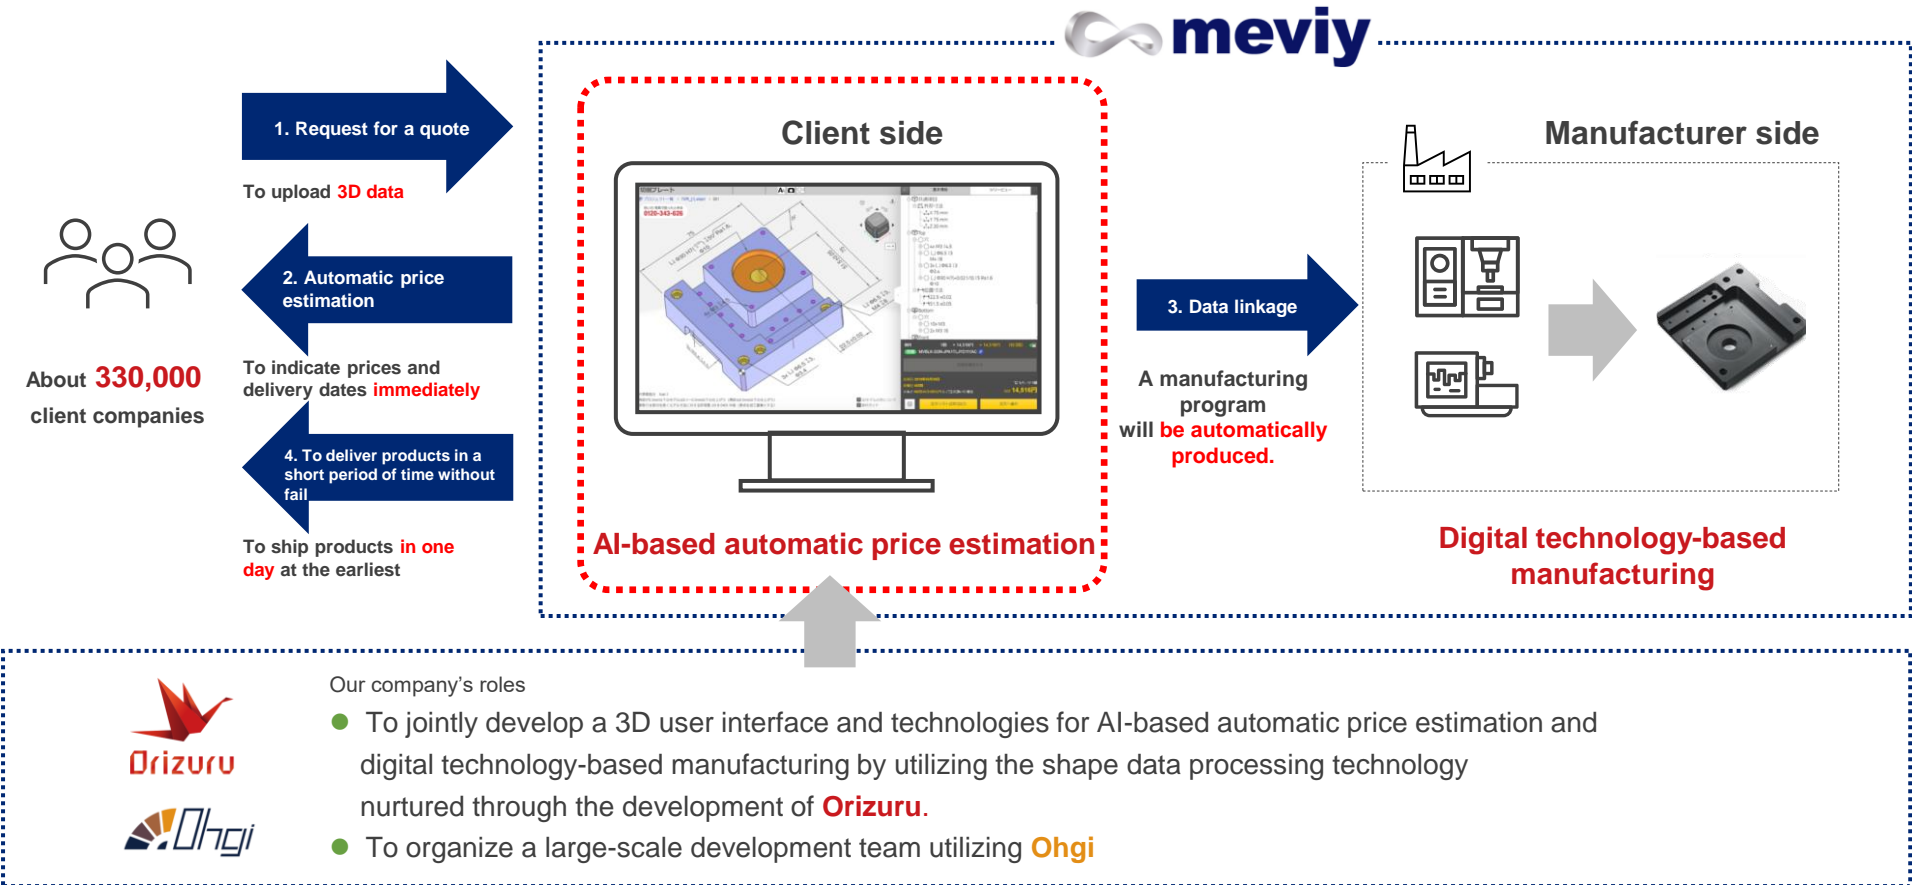 meviy
1. Request for a quote
To upload 3D data
2. Automatic price
estimation
To indicate prices and
delivery dates immediately
4. To deliver products in a
short period of time without
fail
To ship products in one
day at the earliest
About 330,000
client companies
Client side
0120-343-626
AI-based automatic price estimation
3. Data linkage
A manufacturing
program
will be automatically
produced.
Manufacturer side
Digital technology-based
manufacturing
Orizuru
Ohgi
Our company’s roles
To jointly develop a 3D user interface and technologies for AI-based automatic price estimation and
digital technology-based manufacturing by utilizing the shape data processing technology
nurtured through the development of Orizuru.
To organize a large-scale development team utilizing Ohgi